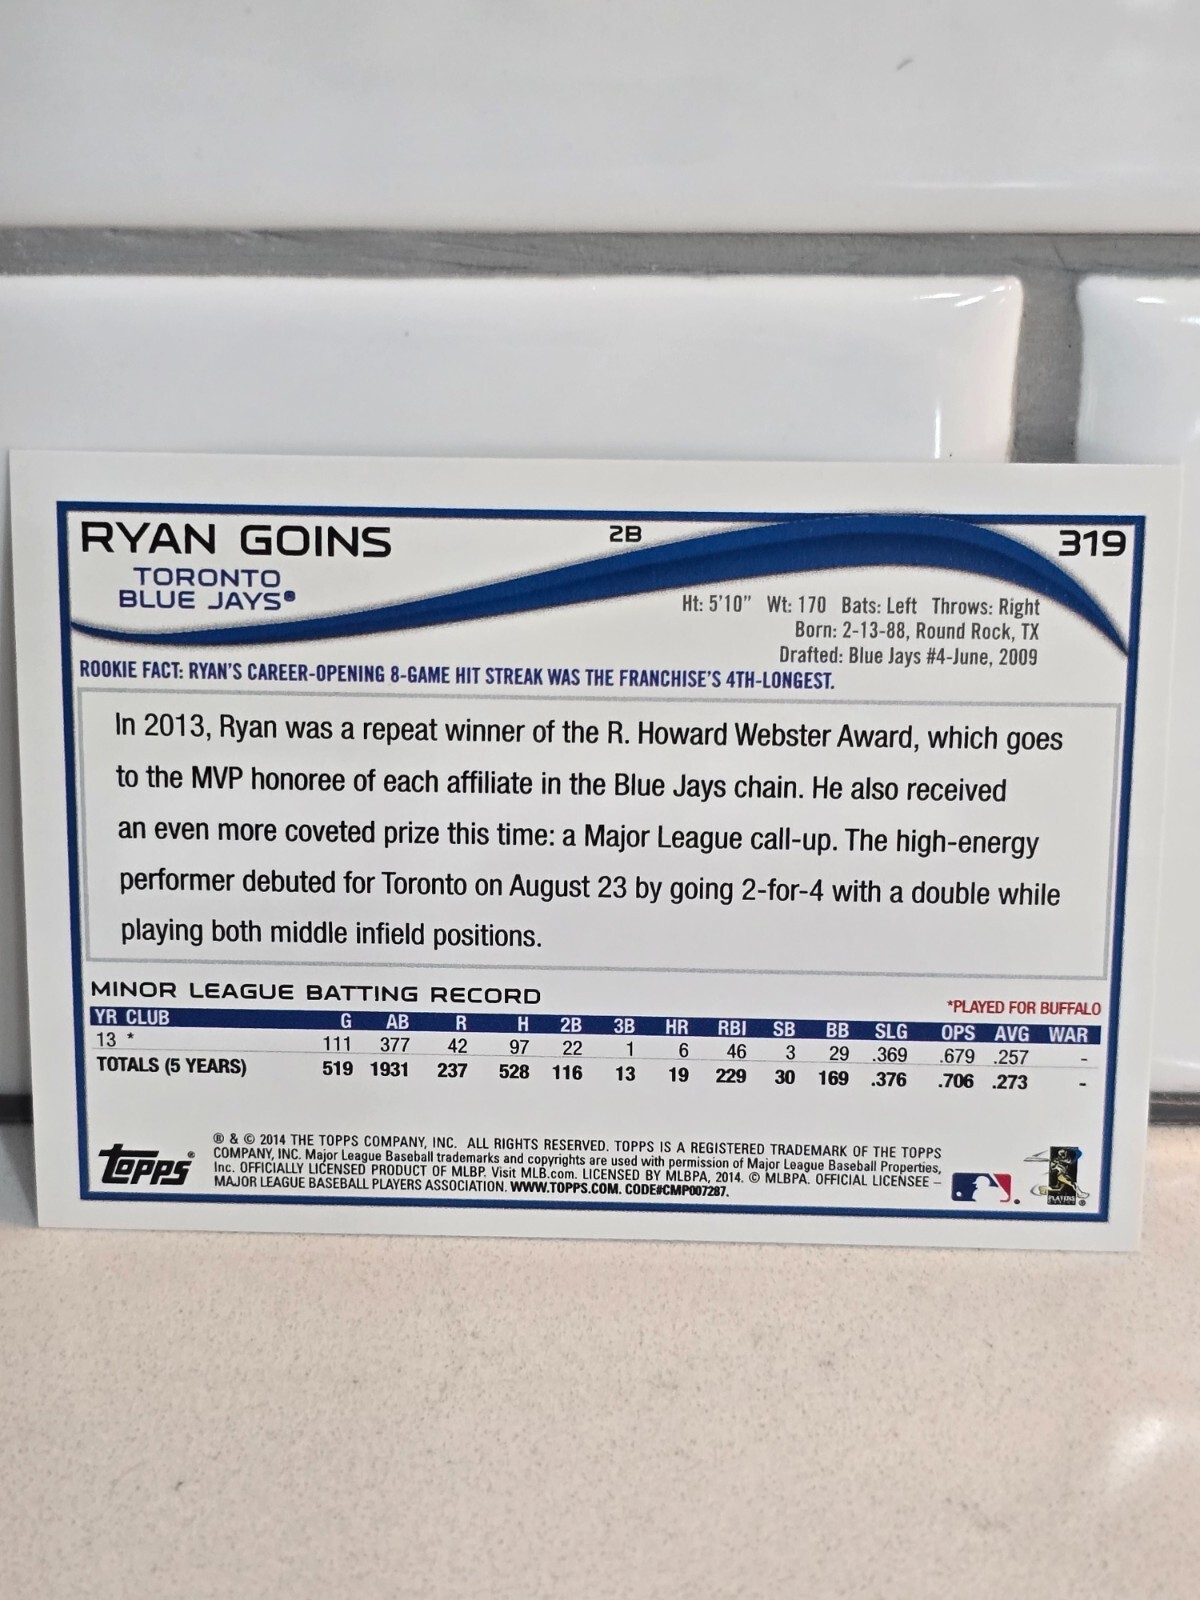 RYAN GOINS
2B
319
TORONTO
BLUE JAYS®
Ht: 5'10" Wt: 170 Bats: Left Throws: Right
Born: 2-13-88, Round Rock, TX
Drafted: Blue Jays #4-June, 2009
ROOKIE FACT: RYAN'S CAREER-OPENING 8-GAME HIT STREAK WAS THE FRANCHISE'S 4TH-LONGEST.
In 2013, Ryan was a repeat winner of the R. Howard Webster Award, which goes
to the MVP honoree of each affiliate in the Blue Jays chain. He also received
an even more coveted prize this time: a Major League call-up. The high-energy
performer debuted for Toronto on August 23 by going 2-for-4 with a double while
playing both middle infield positions.
MINOR LEAGUE BATTING RECORD
*PLAYED FOR BUFFALO
YR CLUB G AB R H 2B 3B HR RBI SB BB SLG OPS AVG WAR
13 * 111 377 42 97 22 1 6 46 3 29 .369 .679 .257 -
TOTALS (5 YEARS) 519 1931 237 528 116 13 19 229 30 169 .376 .706 .273 -
Topps®
® & © 2014 THE TOPPS COMPANY, INC. ALL RIGHTS RESERVED. TOPPS IS A REGISTERED TRADEMARK OF THE TOPPS
COMPANY, INC. Major League Baseball trademarks and copyrights are used with permission of Major League Baseball Properties,
Inc. OFFICIALLY LICENSED PRODUCT OF MLBP. Visit MLB.com. LICENSED BY MLBPA, 2014. © MLBPA. OFFICIAL LICENSEE –
MAJOR LEAGUE BASEBALL PLAYERS ASSOCIATION. WWW.TOPPS.COM. CODE#CMP007287.
PLAYERS